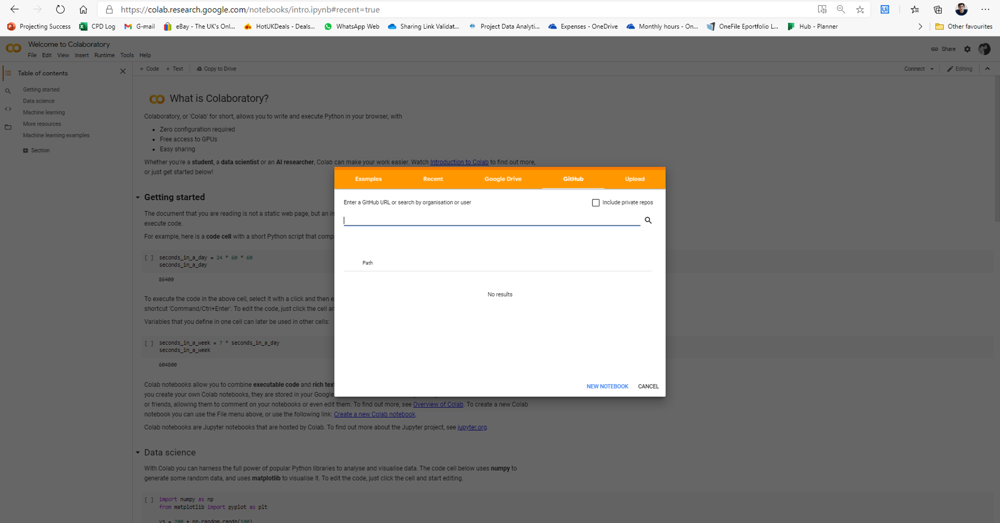 https://colab.research.google.com/notebooks/intro.ipynb#recent=true
Projecting Success CPD Log G-mail eBay - The UK's Onl... HotUKDeals - Deals... WhatsApp Web Sharing Link Validat... Project Data Analyti... Expenses - OneDrive Monthly hours - On... OneFile Eportfolio L... Hub - Planner Other favourites
Welcome to Colaboratory
File Edit View Insert Runtime Tools Help
Share
Table of contents
+ Code + Text Copy to Drive
Connect Editing
Getting started
Data science
Machine learning
More resources
Machine learning examples
Section
CO What is Colaboratory?
Colaboratory, or 'Colab' for short, allows you to write and execute Python in your browser, with
• Zero configuration required
• Free access to GPUs
• Easy sharing
Whether you're a student, a data scientist or an AI researcher, Colab can make your work easier. Watch Introduction to Colab to find out more,
or just get started below!
Getting started
The document that you are reading is not a static web page, but an in
execute code.
For example, here is a code cell with a short Python script that comp
[ ] seconds_in_a_day = 24 * 60 * 60
seconds_in_a_day
86400
To execute the code in the above cell, select it with a click and then e
shortcut 'Command/Ctrl+Enter'. To edit the code, just click the cell an
Variables that you define in one cell can later be used in other cells:
[ ] seconds_in_a_week = 7 * seconds_in_a_day
seconds_in_a_week
604800
Colab notebooks allow you to combine executable code and rich tex
you create your own Colab notebooks, they are stored in your Google
or friends, allowing them to comment on your notebooks or even edit them. To find out more, see Overview of Colab. To create a new Colab
notebook you can use the File menu above, or use the following link: Create a new Colab notebook.
Colab notebooks are Jupyter notebooks that are hosted by Colab. To find out more about the Jupyter project, see jupyter.org.
Data science
With Colab you can harness the full power of popular Python libraries to analyse and visualise data. The code cell below uses numpy to
generate some random data, and uses matplotlib to visualise it. To edit the code, just click the cell and start editing.
[ ] import numpy as np
from matplotlib import pyplot as plt
ys = 200 + np.random.randn(100)
Examples Recent Google Drive GitHub Upload
Enter a GitHub URL or search by organisation or user
Include private repos
Path
No results
NEW NOTEBOOK CANCEL